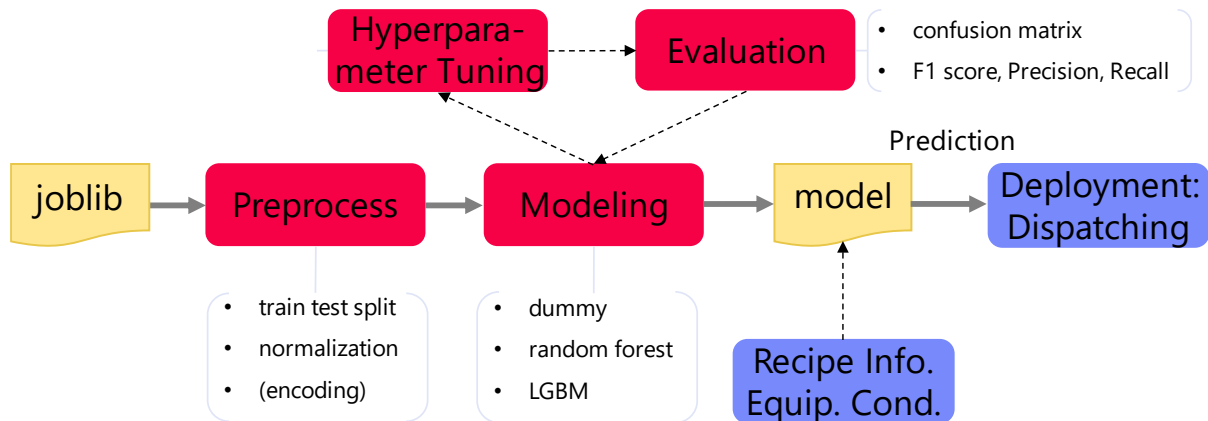 Hyperpara-
meter Tuning
Evaluation
• confusion matrix
• F1 score, Precision, Recall
Prediction
joblib
Preprocess
Modeling
model
Deployment:
Dispatching
• train test split
• normalization
• (encoding)
• dummy
• random forest
• LGBM
Recipe Info.
Equip. Cond.